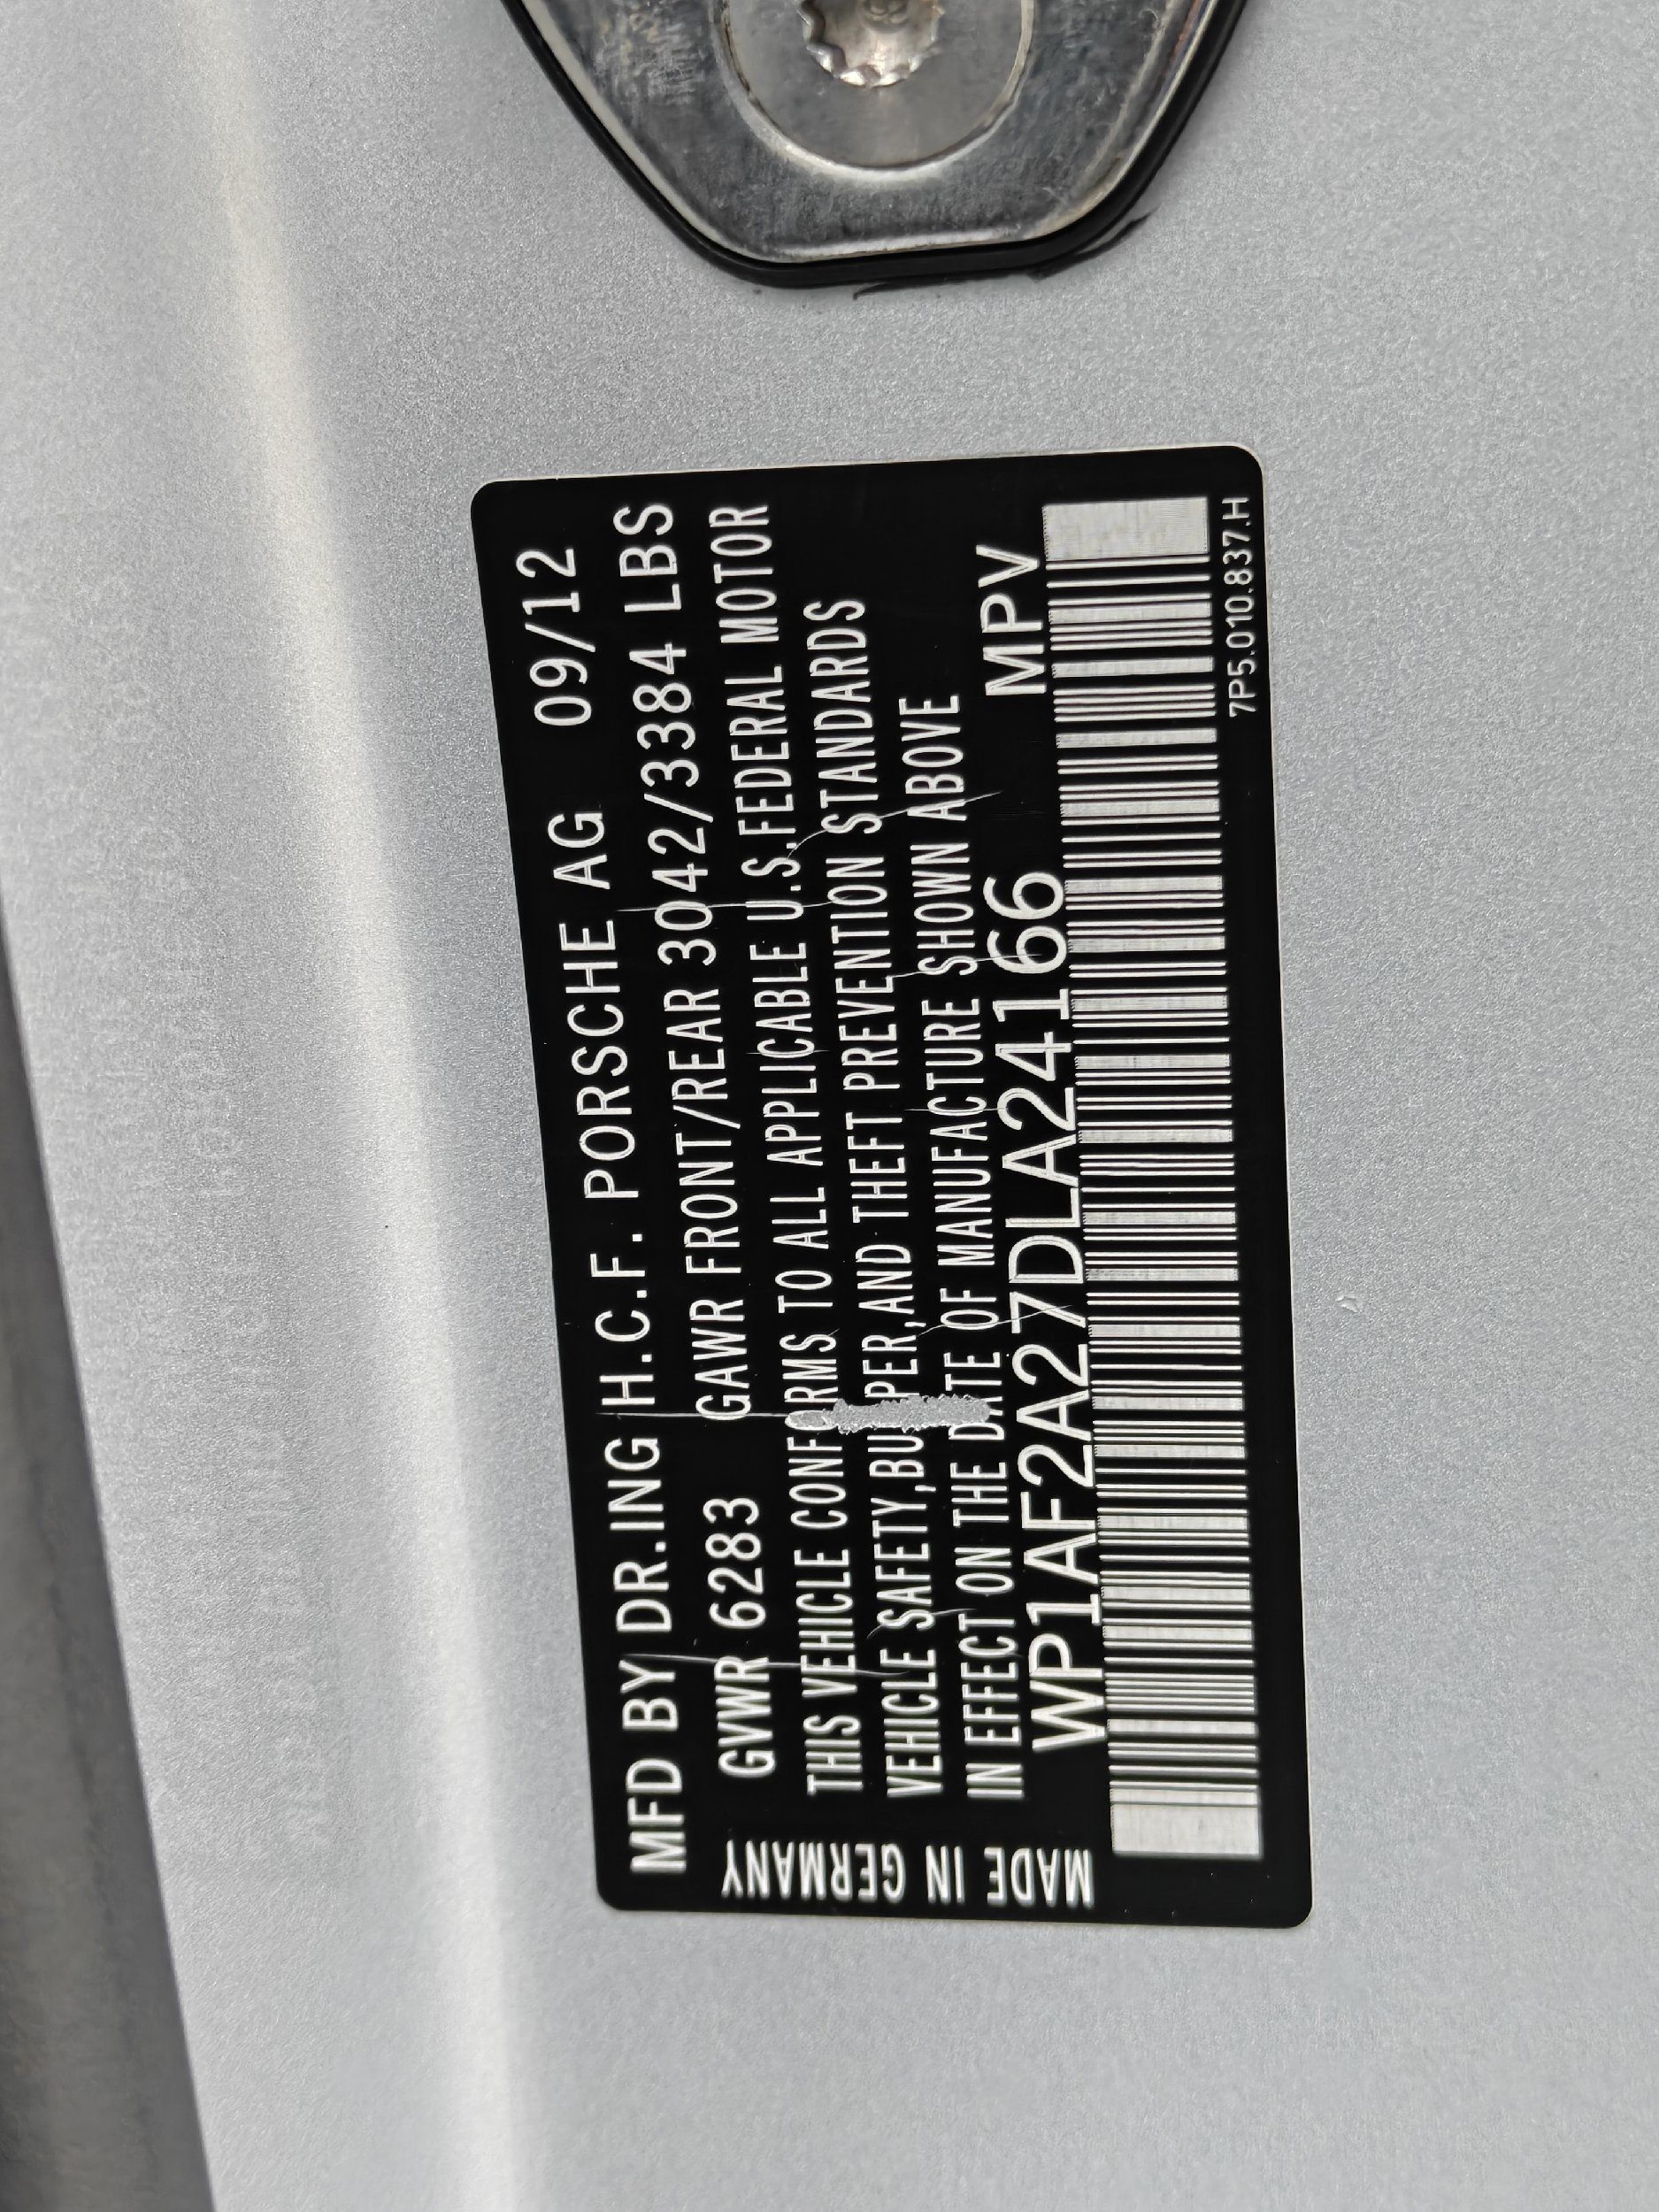 MFD BY DR.ING H.C.F. PORSCHE AG 09/12
GVWR 6283 GAWR FRONT/REAR 3042/3384 LBS
THIS VEHICLE CONFORMS TO ALL APPLICABLE U.S.FEDERAL MOTOR
VEHICLE SAFETY,BUMPER,AND THEFT PREVENTION STANDARDS
IN EFFECT ON THE DATE OF MANUFACTURE SHOWN ABOVE
WP1AF2A27DLA24166 MPV
7P5.010.837.H
MADE IN GERMANY